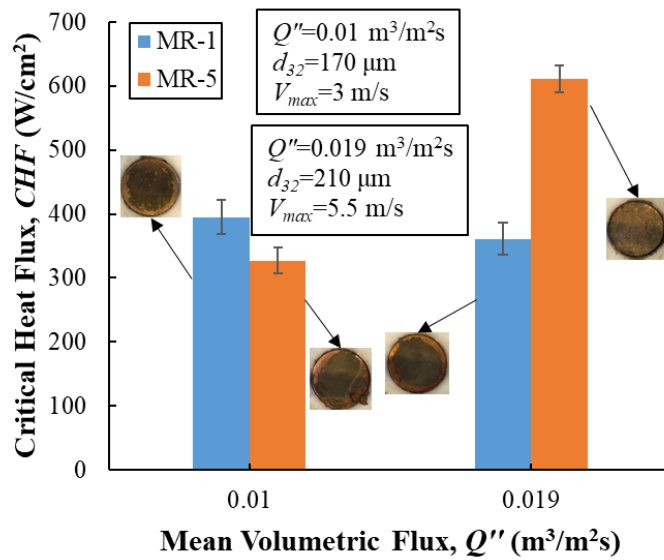 700
600
500
400
300
200
100
0
Critical Heat Flux, CHF (W/cm²)
MR-1
MR-5
Q''=0.01 m³/m²s
d₃₂=170 µm
Vₘₐₓ=3 m/s
Q''=0.019 m³/m²s
d₃₂=210 µm
Vₘₐₓ=5.5 m/s
0.01
0.019
Mean Volumetric Flux, Q'' (m³/m²s)